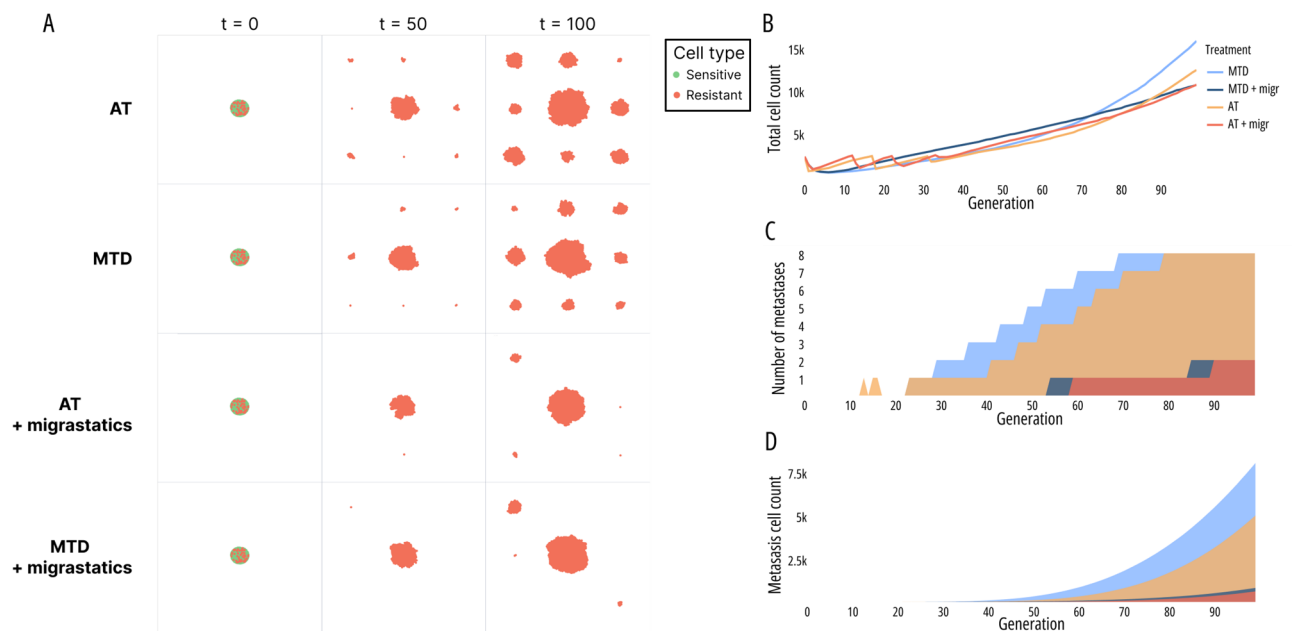 A
t = 0
t = 50
t = 100
AT
MTD
AT
+ migrastatics
MTD
+ migrastatics
Cell type
Sensitive
Resistant
B
Total cell count
15k
10k
5k
0 10 20 30 40 50 60 70 80 90
Generation
Treatment
MTD
MTD + migr
AT
AT + migr
C
Number of metastases
8
7
6
5
4
3
2
1
0 10 20 30 40 50 60 70 80 90
Generation
D
Metasasis cell count
7.5k
5k
2.5k
0 10 20 30 40 50 60 70 80 90
Generation